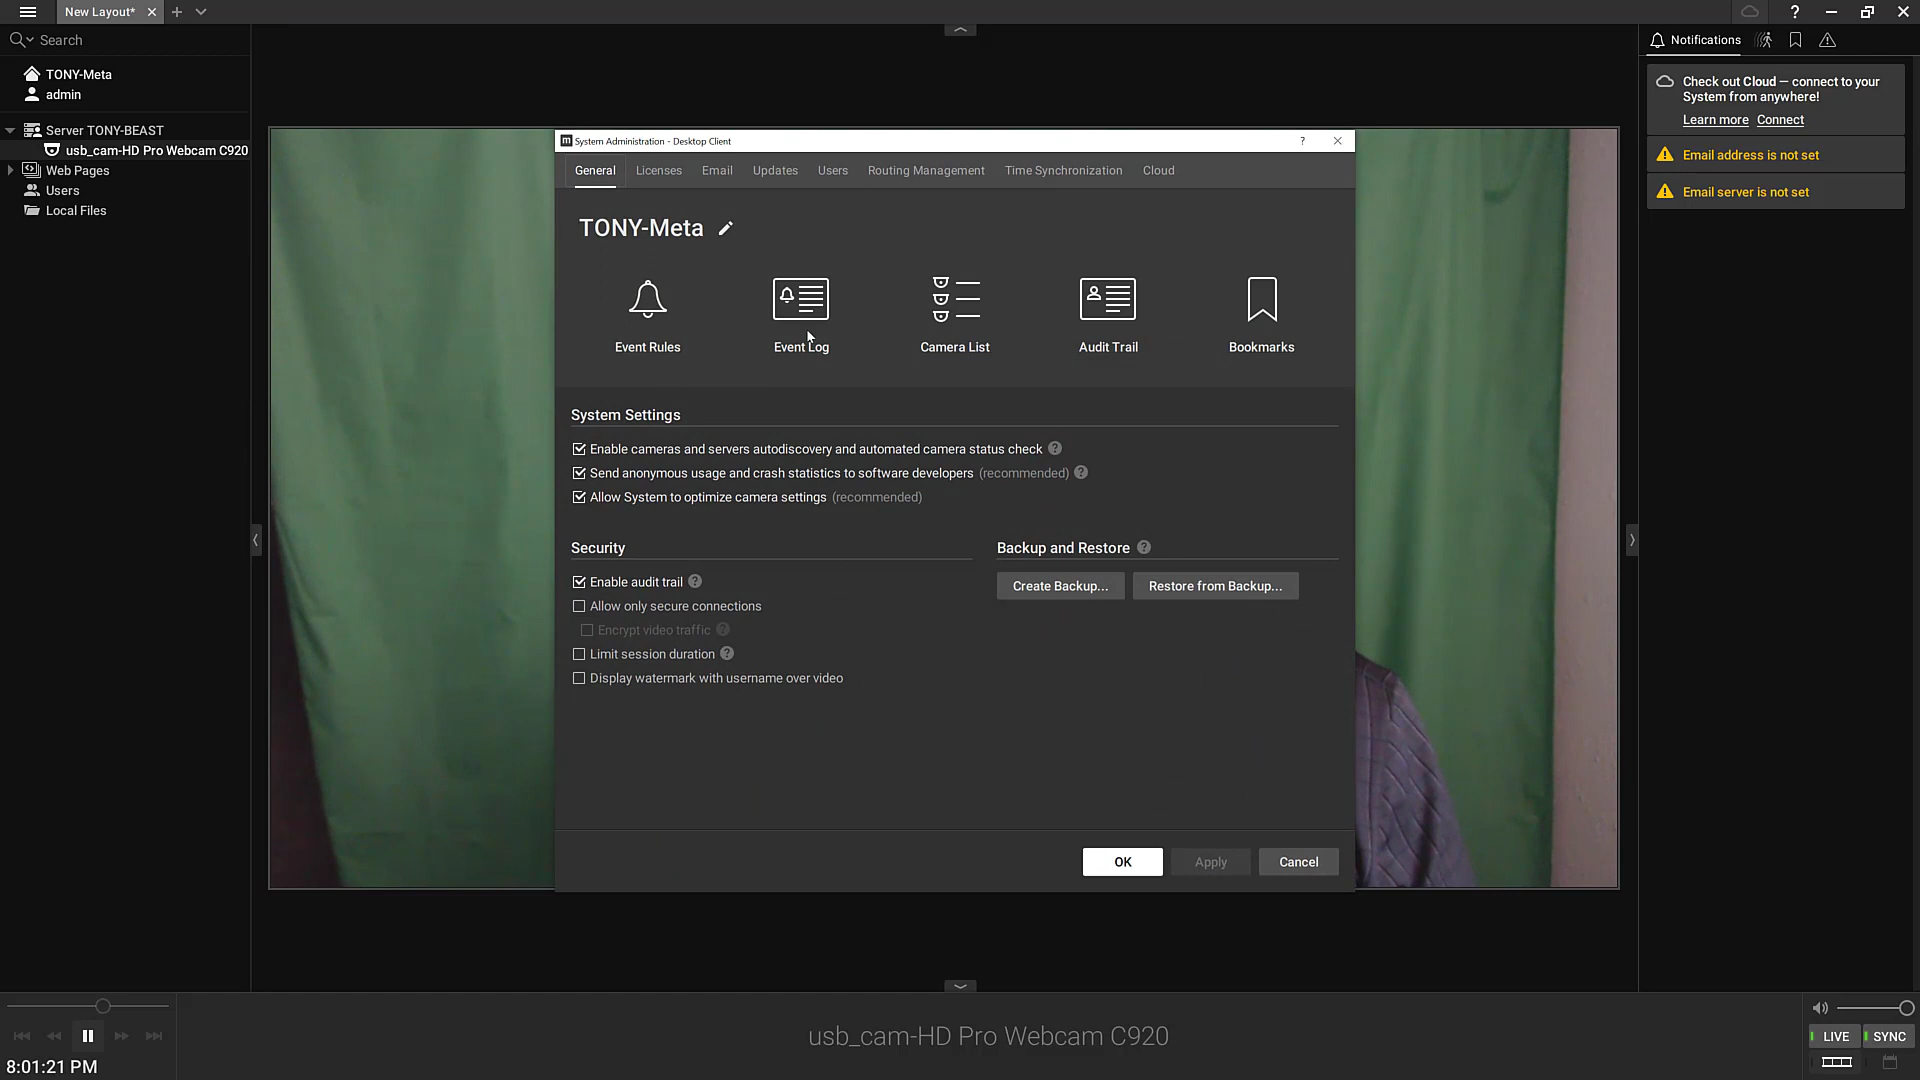 New Layout*
Search
TONY-Meta
admin
Server TONY-BEAST
usb_cam-HD Pro Webcam C920
Web Pages
Users
Local Files
System Administration - Desktop Client
General Licenses Email Updates Users Routing Management Time Synchronization Cloud
TONY-Meta
Event Rules Event Log Camera List Audit Trail Bookmarks
System Settings
Enable cameras and servers autodiscovery and automated camera status check ?
Send anonymous usage and crash statistics to software developers (recommended) ?
Allow System to optimize camera settings (recommended)
Security
Enable audit trail ?
Allow only secure connections
Encrypt video traffic ?
Limit session duration ?
Display watermark with username over video
Backup and Restore ?
Create Backup... Restore from Backup...
OK Apply Cancel
Notifications
Check out Cloud — connect to your
System from anywhere!
Learn more Connect
Email address is not set
Email server is not set
8:01:21 PM
usb_cam-HD Pro Webcam C920
LIVE SYNC